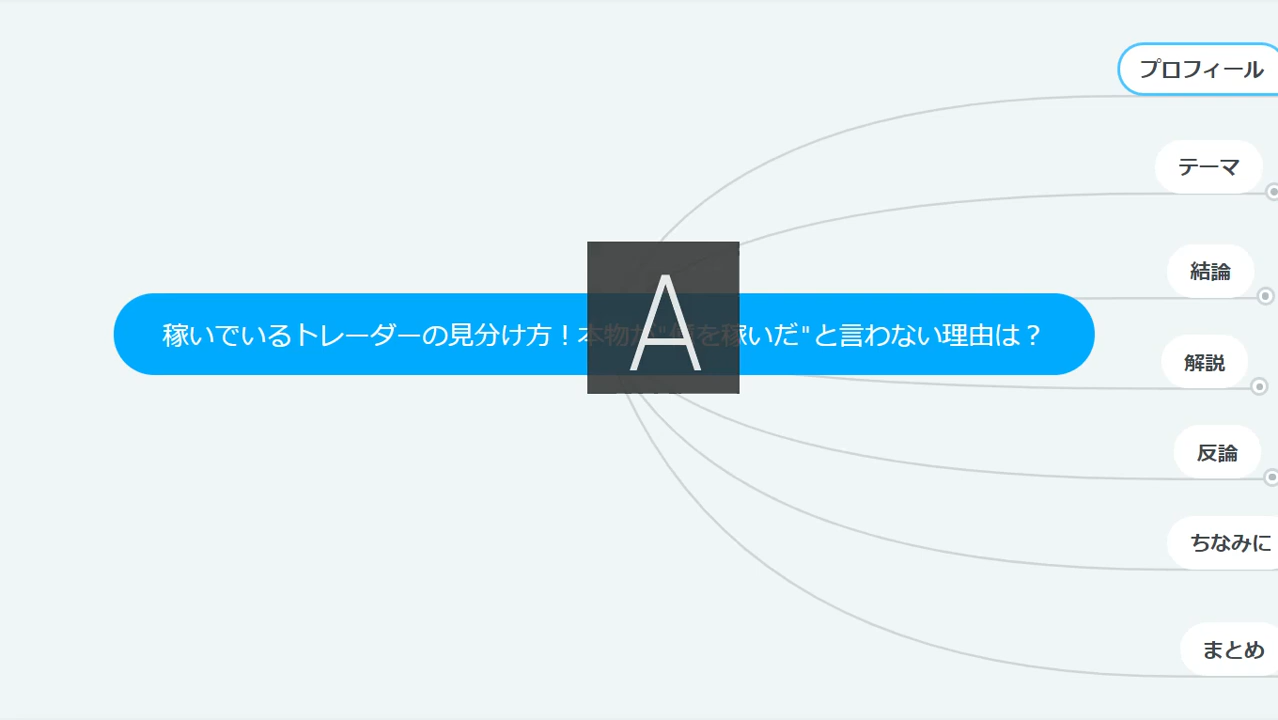 稼いでいるトレーダーの見分け方！本物が"億を稼いだ"と言わない理由は？
A
プロフィール
テーマ
結論
解説
反論
ちなみに
まとめ